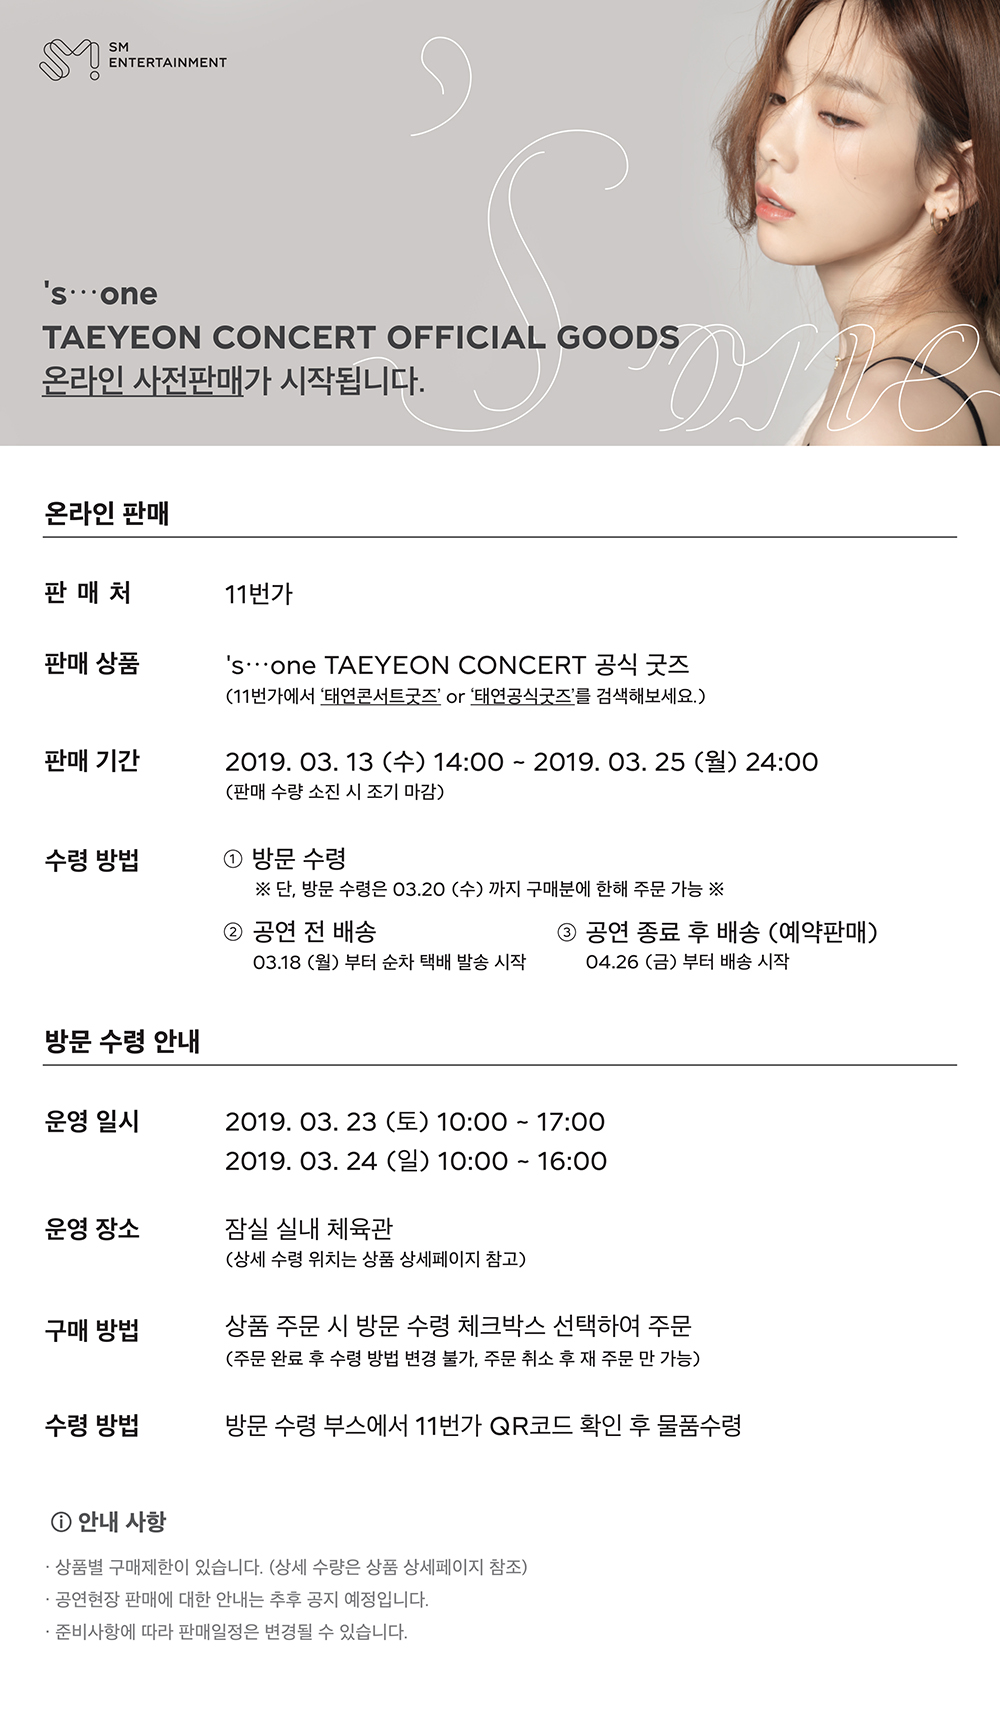 SM
ENTERTAINMENT
's…one
TAEYEON CONCERT OFFICIAL GOODS
온라인 사전판매가 시작됩니다.
's one
온라인 판매
판 매 처 11번가
판매 상품 's…one TAEYEON CONCERT 공식 굿즈
(11번가에서 ‘태연콘서트굿즈’ or ‘태연공식굿즈’를 검색해보세요.)
판매 기간 2019. 03. 13 (수) 14:00 ~ 2019. 03. 25 (월) 24:00
(판매 수량 소진 시 조기 마감)
수령 방법 ① 방문 수령
※ 단, 방문 수령은 03.20 (수) 까지 구매분에 한해 주문 가능 ※
② 공연 전 배송
03.18 (월) 부터 순차 택배 발송 시작
③ 공연 종료 후 배송 (예약판매)
04.26 (금) 부터 배송 시작
방문 수령 안내
운영 일시 2019. 03. 23 (토) 10:00 ~ 17:00
2019. 03. 24 (일) 10:00 ~ 16:00
운영 장소 잠실 실내 체육관
(상세 수령 위치는 상품 상세페이지 참고)
구매 방법 상품 주문 시 방문 수령 체크박스 선택하여 주문
(주문 완료 후 수령 방법 변경 불가, 주문 취소 후 재 주문 만 가능)
수령 방법 방문 수령 부스에서 11번가 QR코드 확인 후 물품수령
ⓘ 안내 사항
· 상품별 구매제한이 있습니다. (상세 수량은 상품 상세페이지 참조)
· 공연현장 판매에 대한 안내는 추후 공지 예정입니다.
· 준비사항에 따라 판매일정은 변경될 수 있습니다.